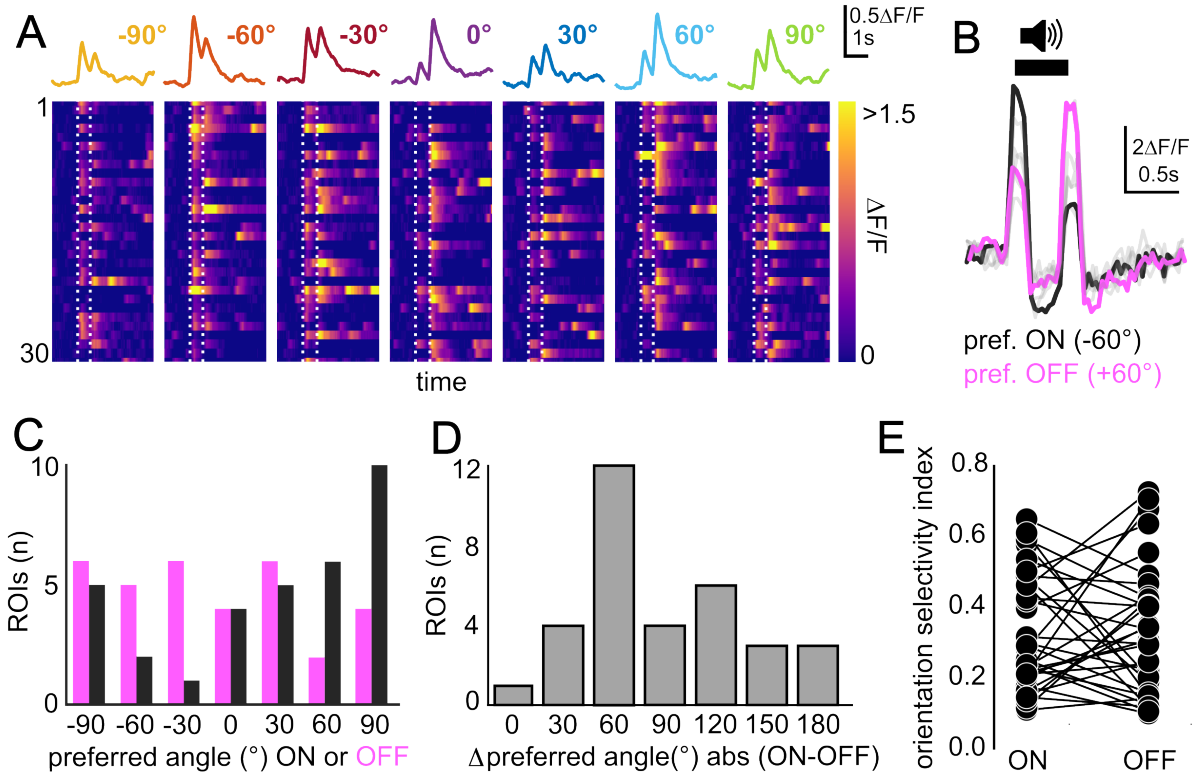 A
-90° -60° -30° 0° 30° 60° 90°
0.5ΔF/F
1s
1
30
time
>1.5
ΔF/F
0
B
2ΔF/F
0.5s
pref. ON (-60°)
pref. OFF (+60°)
C
10
5
0
ROIs (n)
-90 -60 -30 0 30 60 90
preferred angle (°) ON or OFF
D
12
8
4
0
ROIs (n)
0 30 60 90 120 150 180
Δpreferred angle(°) abs (ON-OFF)
E
orientation selectivity index
0.8
0.6
0.4
0.2
0.0
ON OFF